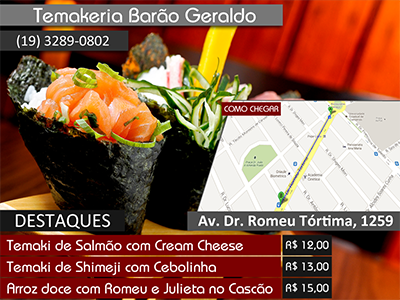 Temakeria Barão Geraldo
(19) 3289-0802
COMO CHEGAR
DESTAQUES
Av. Dr. Romeu Tórtima, 1259
Temaki de Salmão com Cream Cheese R$ 12,00
Temaki de Shimeji com Cebolinha R$ 13,00
Arroz doce com Romeu e Julieta no Cascão R$ 15,00